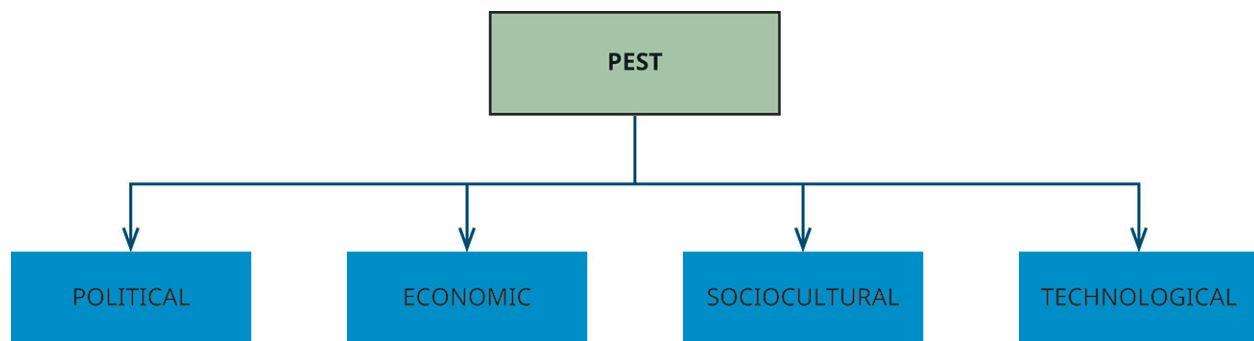 PEST
POLITICAL
ECONOMIC
SOCIOCULTURAL
TECHNOLOGICAL